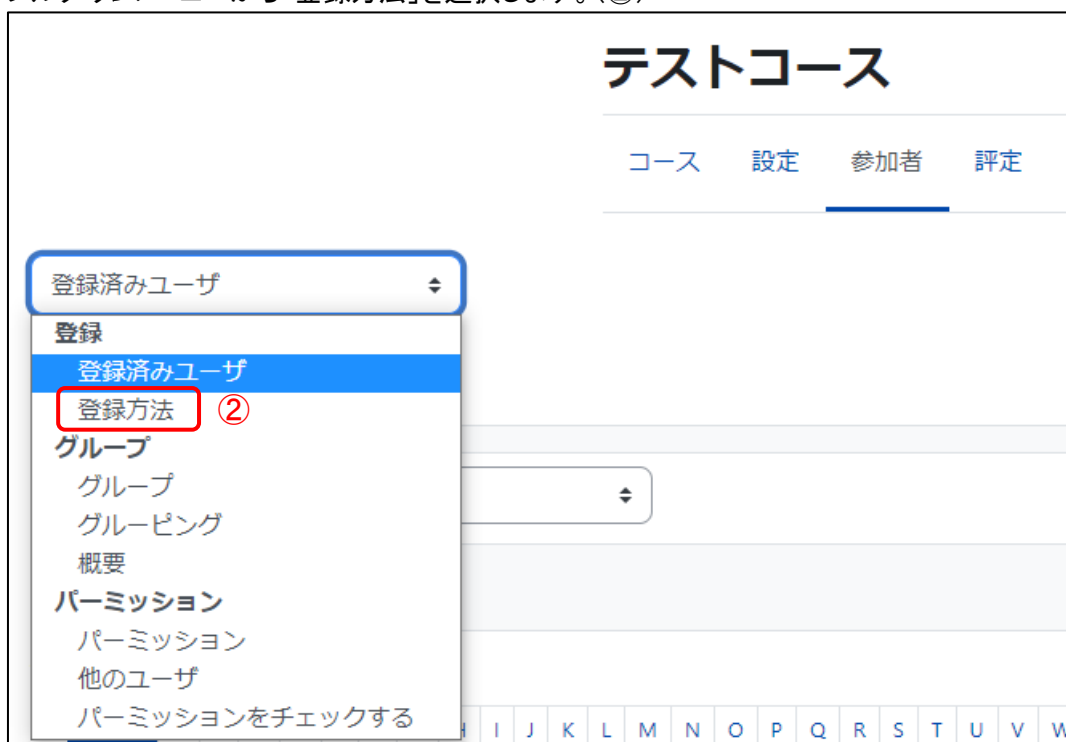 テストコース
コース 設定 参加者 評定
登録済みユーザ
登録
登録済みユーザ
登録方法 ②
グループ
グループ
グルーピング
概要
パーミッション
パーミッション
他のユーザ
パーミッションをチェックする
I J K L M N O P Q R S T U V W